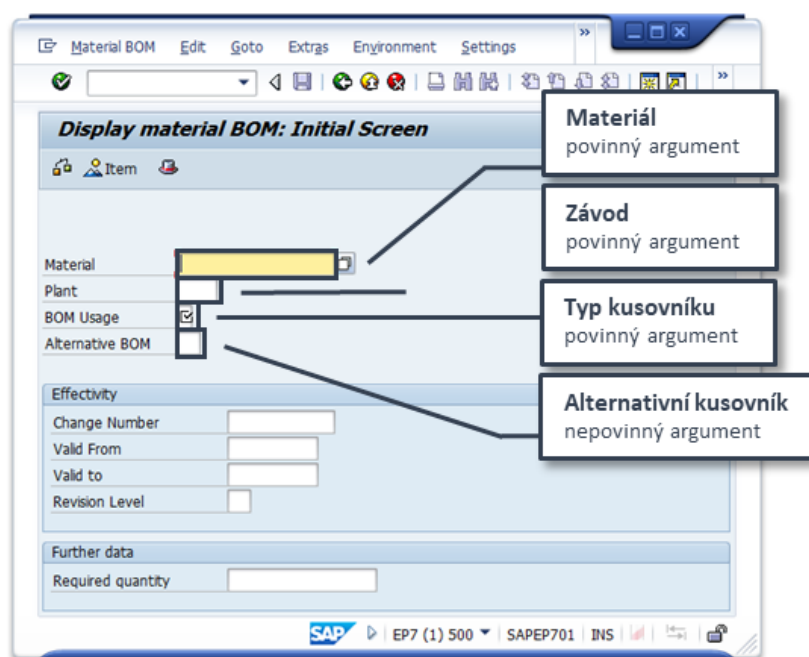 Material BOM Edit Goto Extras Environment Settings »
»
Display material BOM: Initial Screen
Item
Materiál
povinný argument
Závod
povinný argument
Material
Plant
BOM Usage
Typ kusovníku
povinný argument
Alternative BOM
Alternativní kusovník
nepovinný argument
Effectivity
Change Number
Valid From
Valid to
Revision Level
Further data
Required quantity
SAP EP7 (1) 500 SAPEP701 INS